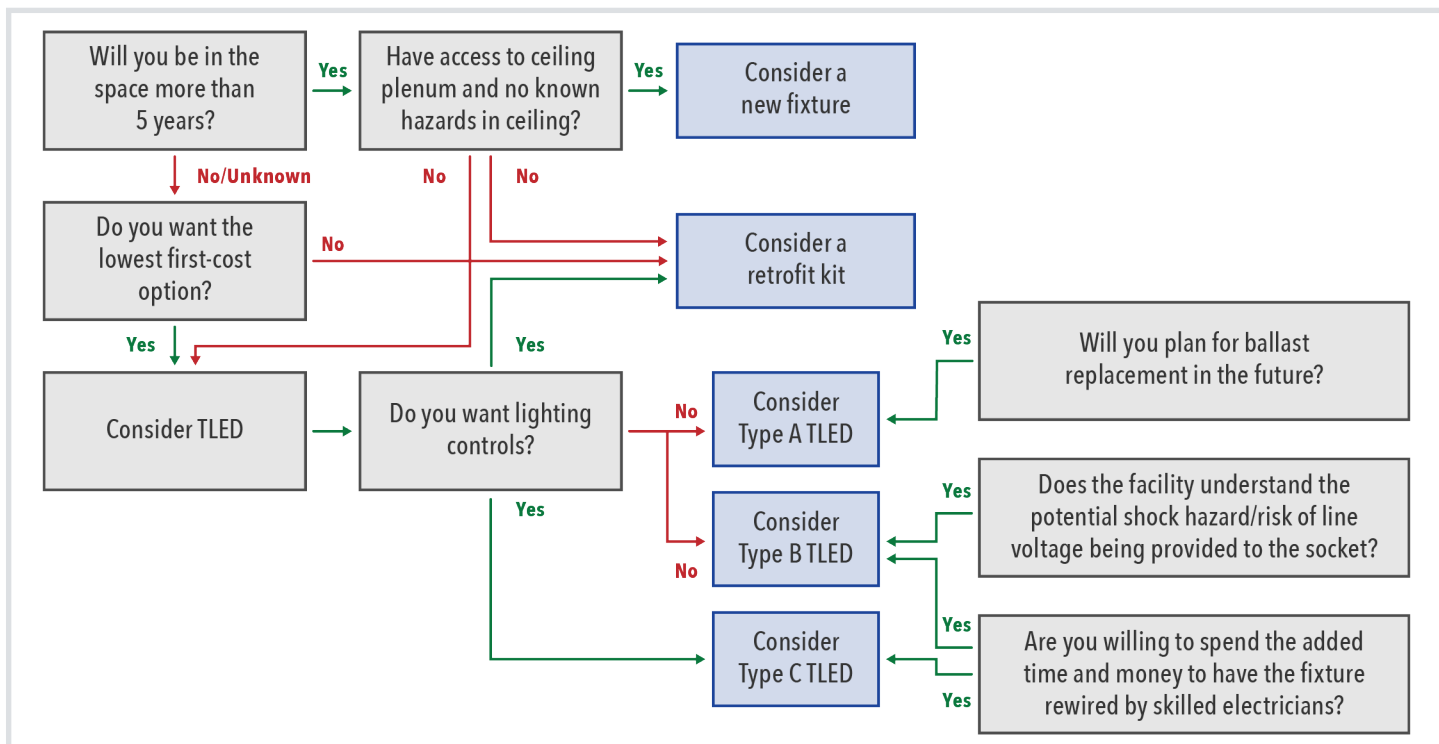 Will you be in the
space more than
5 years?
Yes
Have access to ceiling
plenum and no known
hazards in ceiling?
Yes
Consider a
new fixture
No/Unknown
No
No
Do you want the
lowest first-cost
option?
No
Consider a
retrofit kit
Yes
Yes
Consider TLED
Do you want lighting
controls?
No
Consider
Type A TLED
Yes
Will you plan for ballast
replacement in the future?
Yes
No
Consider
Type B TLED
Yes
Does the facility understand the
potential shock hazard/risk of line
voltage being provided to the socket?
Consider
Type C TLED
Yes
Yes
Are you willing to spend the added
time and money to have the fixture
rewired by skilled electricians?